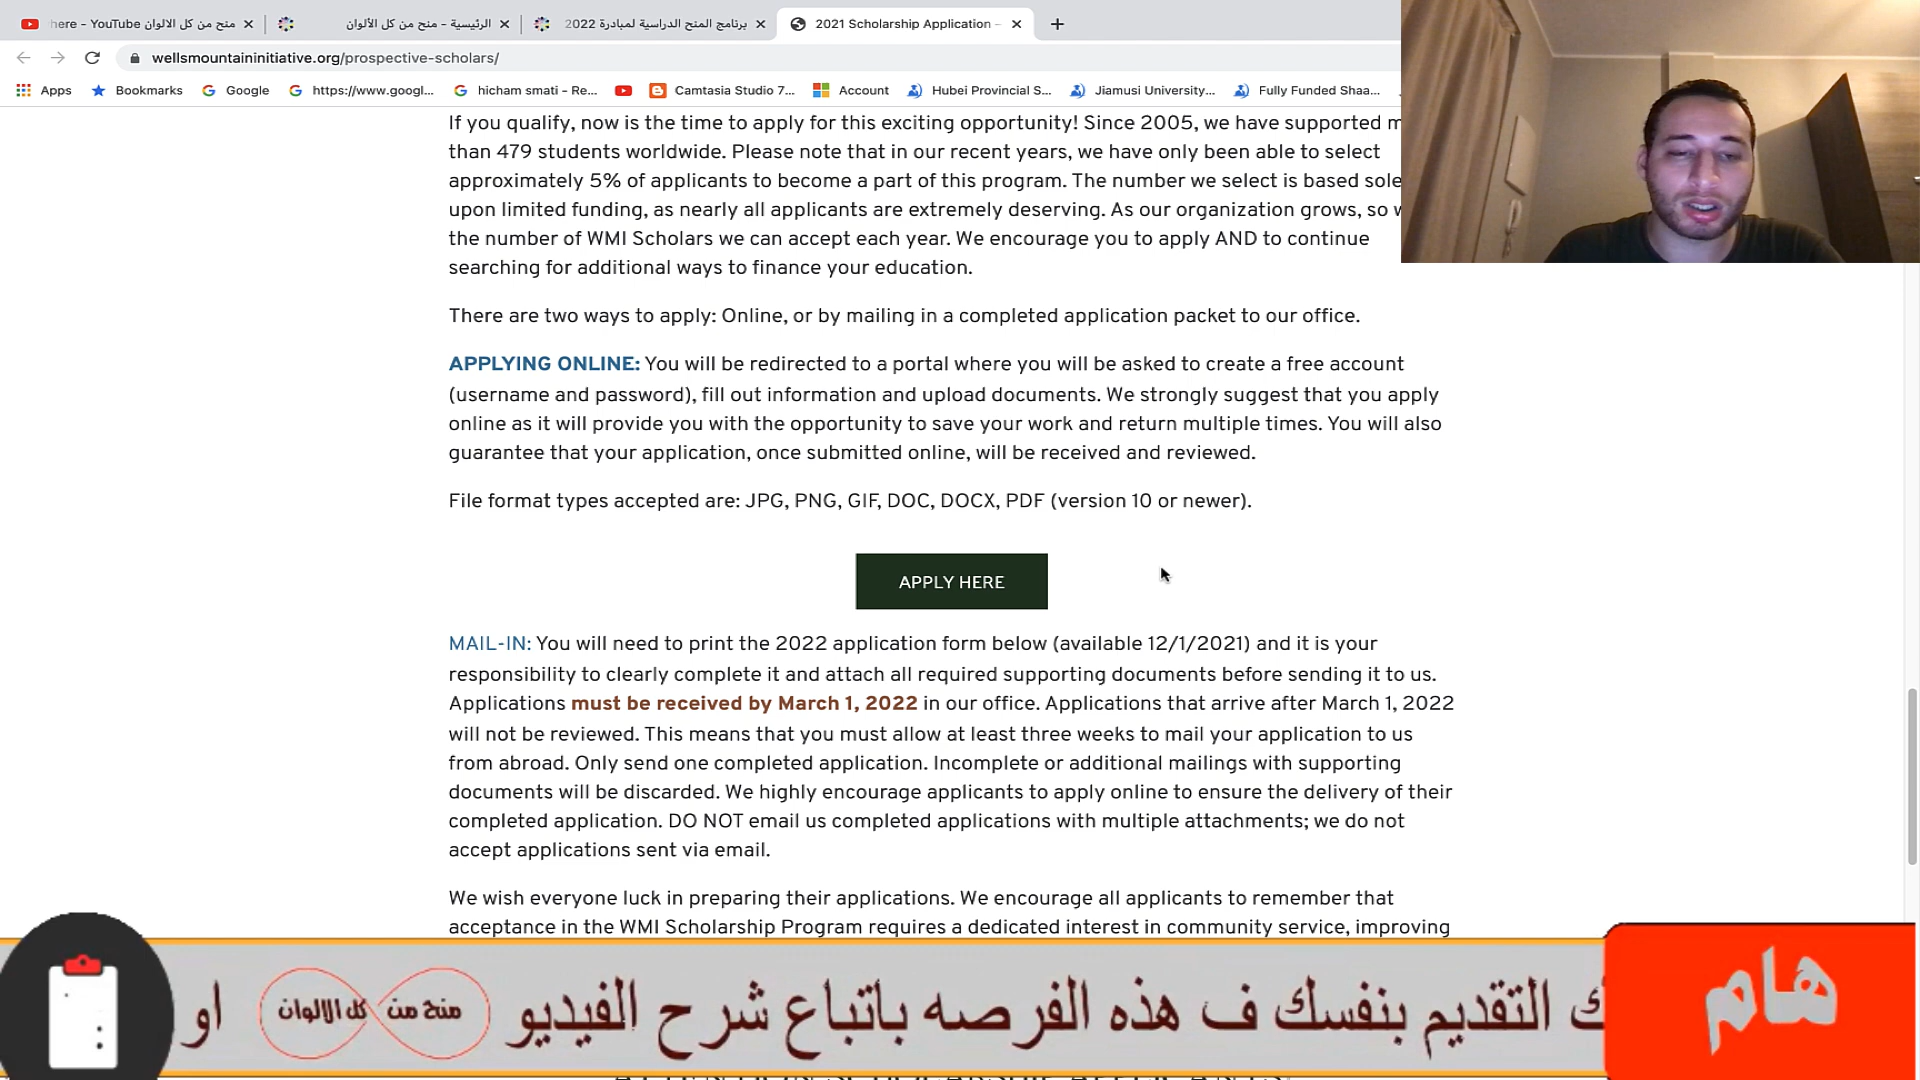 here - YouTube منح من كل الالوان
الرئيسية - منح من كل الألوان
برنامج المنح الدراسية لمبادرة 2022
2021 Scholarship Application -
wellsmountaininitiative.org/prospective-scholars/
Apps
Bookmarks
Google
https://www.googl...
hicham smati - Re...
Camtasia Studio 7...
Account
Hubei Provincial S...
Jiamusi University...
Fully Funded Shaa...
If you qualify, now is the time to apply for this exciting opportunity! Since 2005, we have supported
than 479 students worldwide. Please note that in our recent years, we have only been able to select
approximately 5% of applicants to become a part of this program. The number we select is based
upon limited funding, as nearly all applicants are extremely deserving. As our organization grows, so
the number of WMI Scholars we can accept each year. We encourage you to apply AND to continue
searching for additional ways to finance your education.
There are two ways to apply: Online, or by mailing in a completed application packet to our office.
APPLYING ONLINE: You will be redirected to a portal where you will be asked to create a free account
(username and password), fill out information and upload documents. We strongly suggest that you apply
online as it will provide you with the opportunity to save your work and return multiple times. You will also
guarantee that your application, once submitted online, will be received and reviewed.
File format types accepted are: JPG, PNG, GIF, DOC, DOCX, PDF (version 10 or newer).
APPLY HERE
MAIL-IN: You will need to print the 2022 application form below (available 12/1/2021) and it is your
responsibility to clearly complete it and attach all required supporting documents before sending it to us.
Applications must be received by March 1, 2022 in our office. Applications that arrive after March 1, 2022
will not be reviewed. This means that you must allow at least three weeks to mail your application to us
from abroad. Only send one completed application. Incomplete or additional mailings with supporting
documents will be discarded. We highly encourage applicants to apply online to ensure the delivery of their
completed application. DO NOT email us completed applications with multiple attachments; we do not
accept applications sent via email.
We wish everyone luck in preparing their applications. We encourage all applicants to remember that
acceptance in the WMI Scholarship Program requires a dedicated interest in community service, improving
هام
التقديم بنفسك ف هذه الفرصه باتباع شرح الفيديو
منح من كل الالوان
او